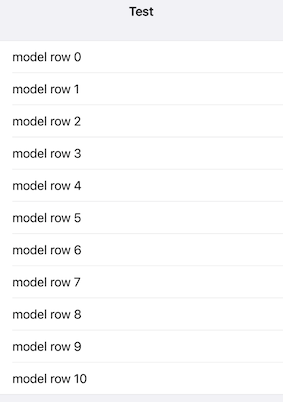 Test
model row 0
model row 1
model row 2
model row 3
model row 4
model row 5
model row 6
model row 7
model row 8
model row 9
model row 10